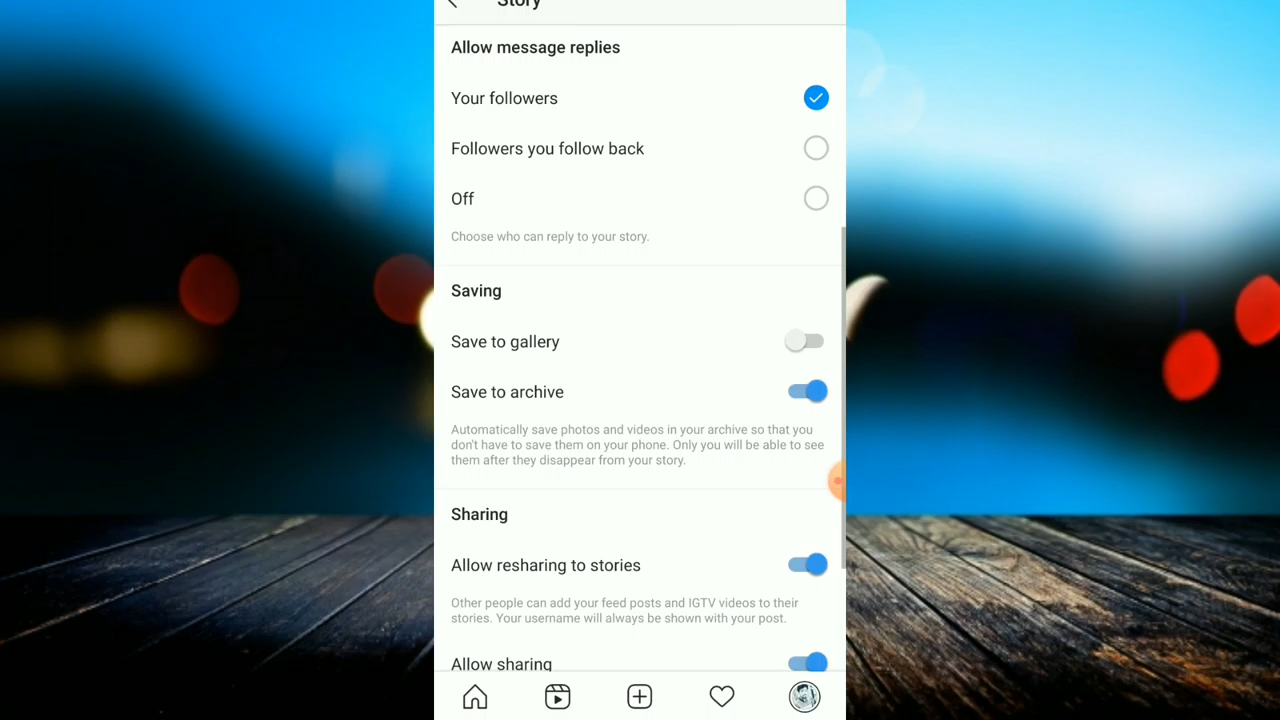 Story
Allow message replies
Your followers
Followers you follow back
Off
Choose who can reply to your story.
Saving
Save to gallery
Save to archive
Automatically save photos and videos in your archive so that you
don't have to save them on your phone. Only you will be able to see
them after they disappear from your story.
Sharing
Allow resharing to stories
Other people can add your feed posts and IGTV videos to their
stories. Your username will always be shown with your post.
Allow sharing